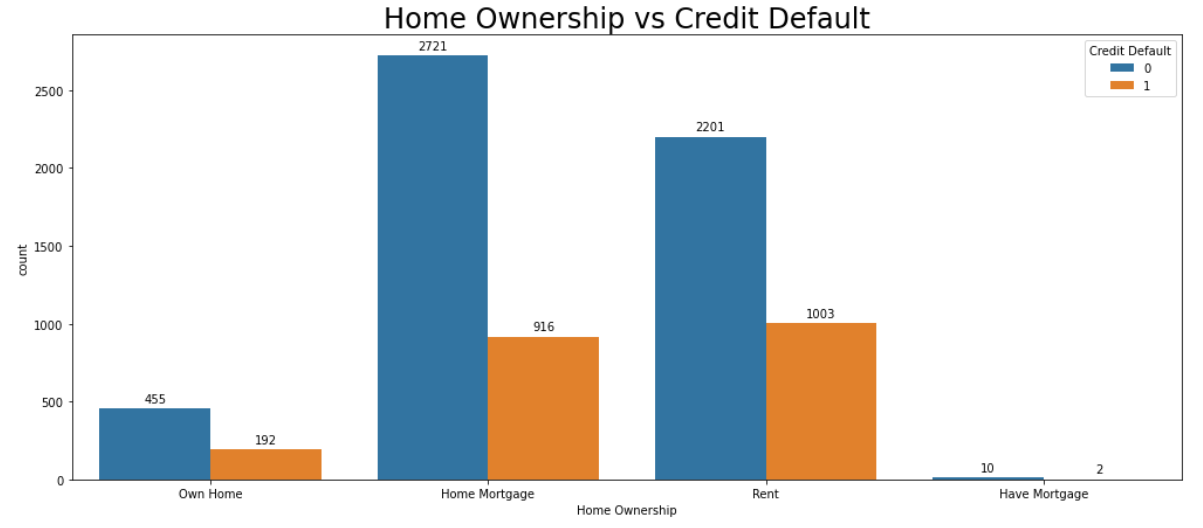 Home Ownership vs Credit Default
2721
Credit Default
0
1
2500
2201
2000
1500
count
1003
1000
916
500
455
192
10
2
0
Own Home
Home Mortgage
Rent
Have Mortgage
Home Ownership